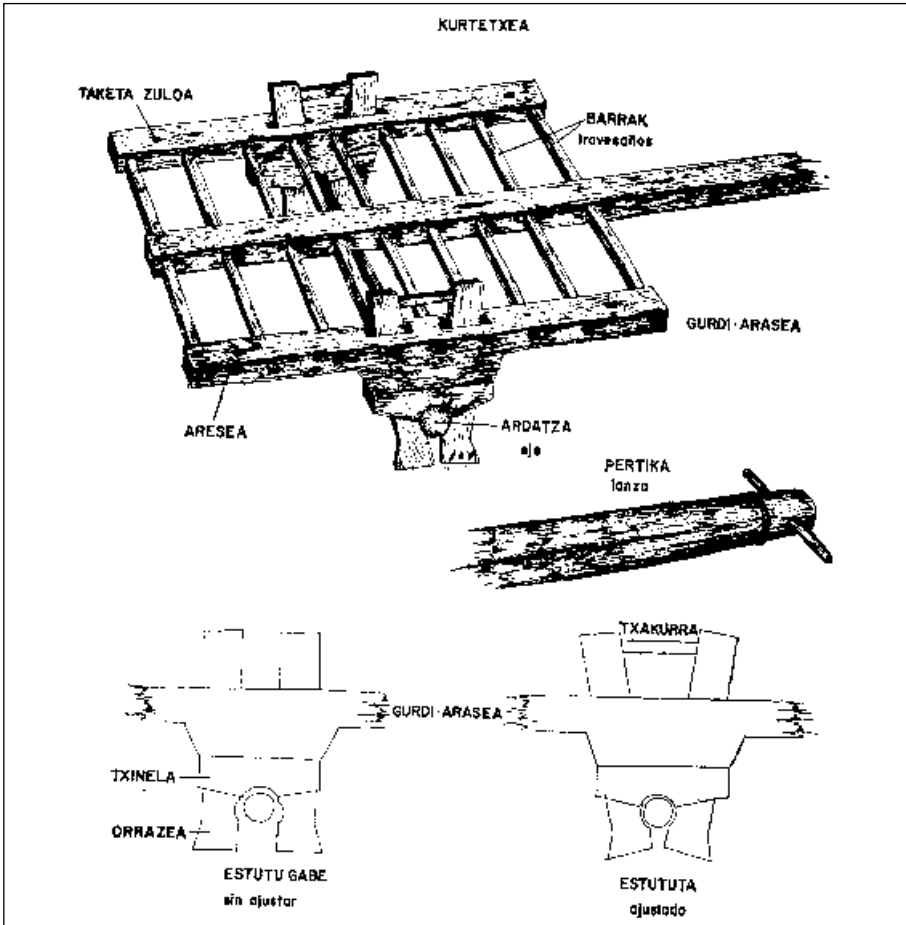 KURTETXEA
TAKETA ZULOA
BARRAK
travesaños
GURDI-ARASEA
ARESEA
ARDATZA
eje
PERTIKA
lanza
TXAKURRA
GURDI-ARASEA
TXINELA
ORRAZEA
ESTUTU GABE
sin ajustar
ESTUTUTA
ajustado